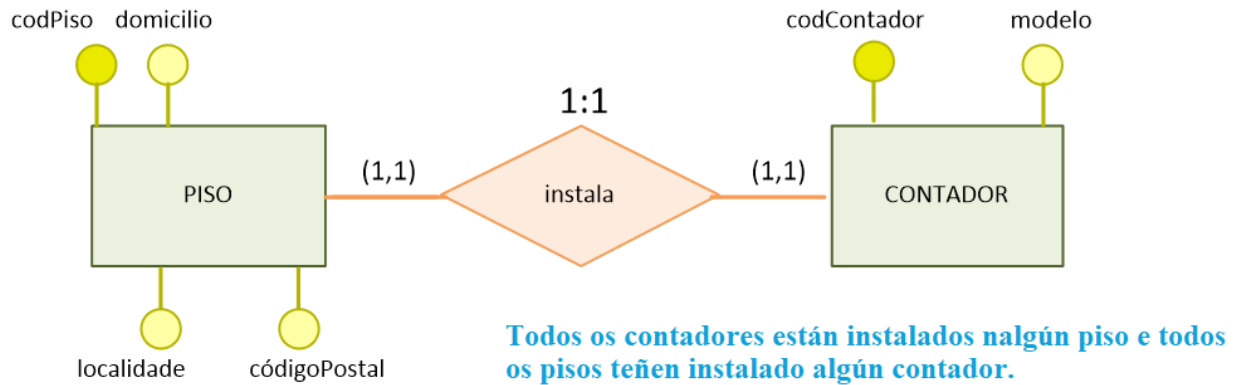 codPiso domicilio
codContador
modelo
1:1
(1,1)
(1,1)
PISO
instala
CONTADOR
localidade
códigoPostal
Todos os contadores están instalados nalgún piso e todos
os pisos teñen instalado algún contador.